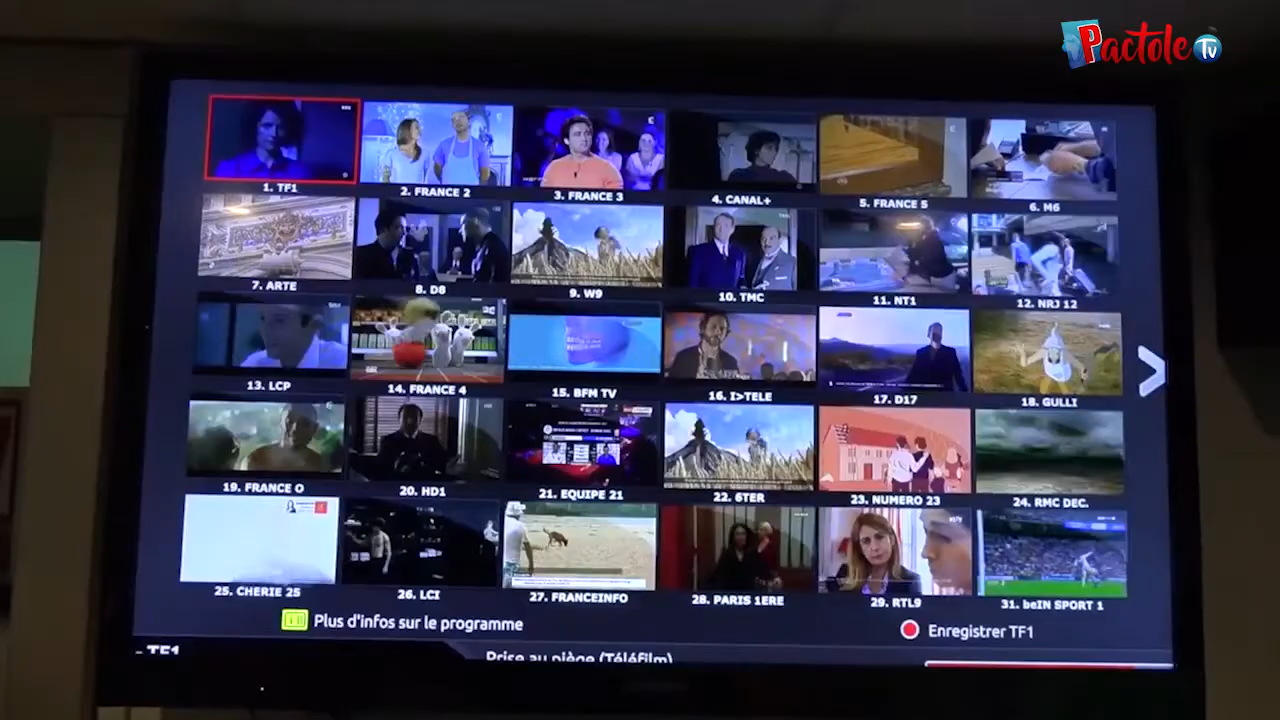 Pactole Tv
1. TF1
2. FRANCE 2
3. FRANCE 3
4. CANAL+
5. FRANCE 5
6. M6
7. ARTE
8. D8
9. W9
10. TMC
11. NT1
12. NRJ 12
13. LCP
14. FRANCE 4
15. BFM TV
16. I>TELE
17. D17
18. GULLI
19. FRANCE O
20. HD1
21. EQUIPE 21
22. 6TER
23. NUMERO 23
24. RMC DEC.
25. CHERIE 25
26. LCI
27. FRANCEINFO
28. PARIS 1ERE
29. RTL9
31. beIN SPORT 1
Plus d'infos sur le programme
Enregistrer TF1
- TF1
Prise au piège (Téléfilm)